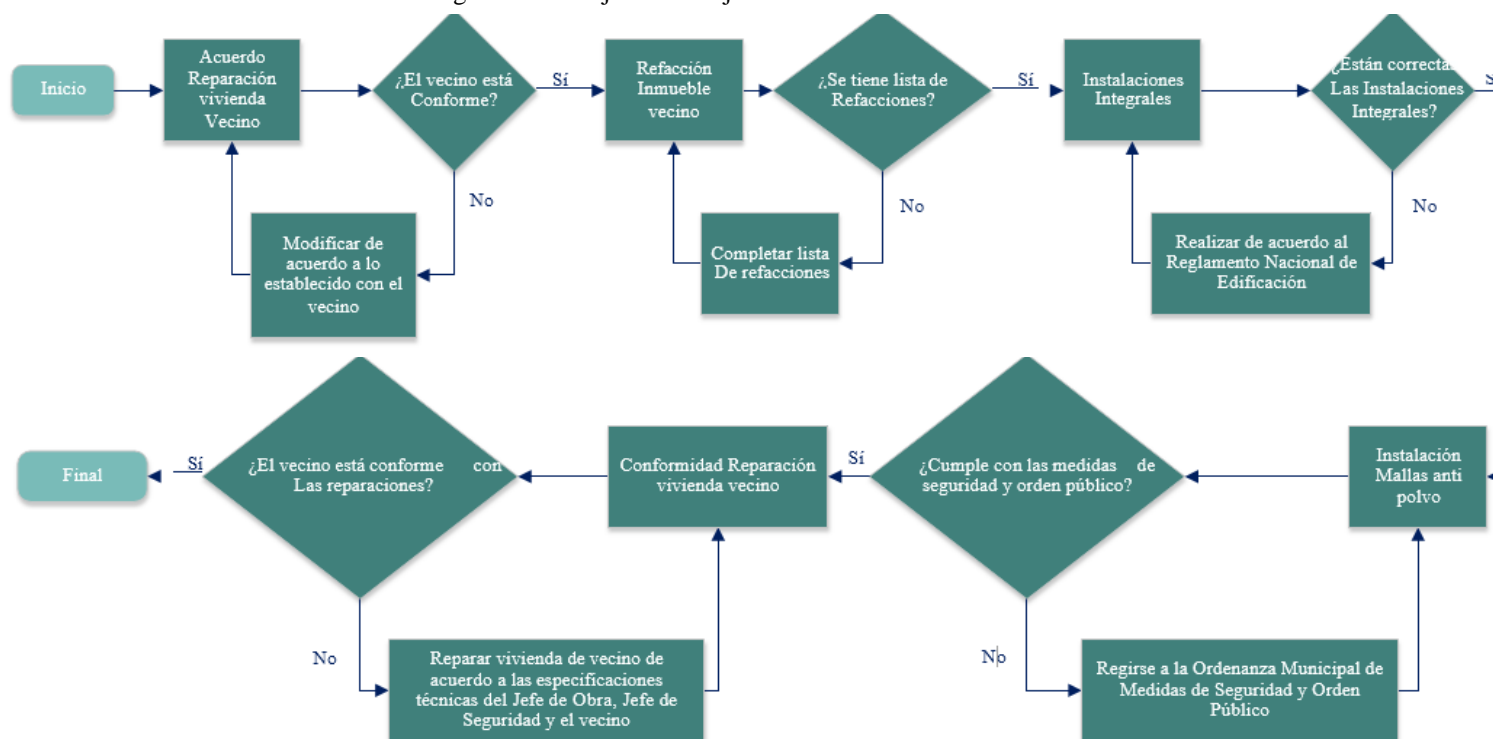 Inicio
Acuerdo
Reparación
vivienda
Vecino
¿El vecino está
Conforme?
Sí
No
Modificar de
acuerdo a lo
establecido con el
vecino
Refacción
Inmueble
vecino
¿Se tiene lista de
Refacciones?
Sí
No
Completar lista
De refacciones
Instalaciones
Integrales
¿Están correctas
Las Instalaciones
Integrales?
No
Realizar de acuerdo al
Reglamento Nacional de
Edificación
Instalación
Mallas anti
polvo
¿Cumple con las medidas de
seguridad y orden público?
Sí
No
Regirse a la Ordenanza Municipal de
Medidas de Seguridad y Orden
Público
Conformidad Reparación
vivienda vecino
¿El vecino está conforme con
Las reparaciones?
Sí
No
Reparar vivienda de vecino de
acuerdo a las especificaciones
técnicas del Jefe de Obra, Jefe de
Seguridad y el vecino
Final